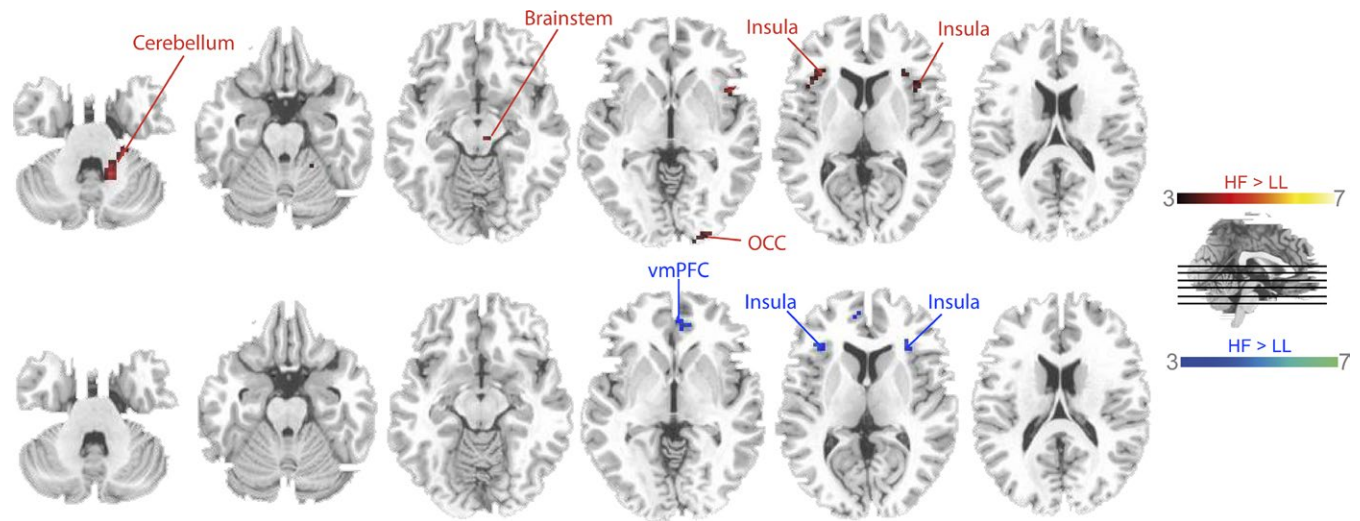 Brainstem
Cerebellum
Insula
Insula
HF > LL
3
7
OCC
vmPFC
Insula
Insula
HF > LL
3
7